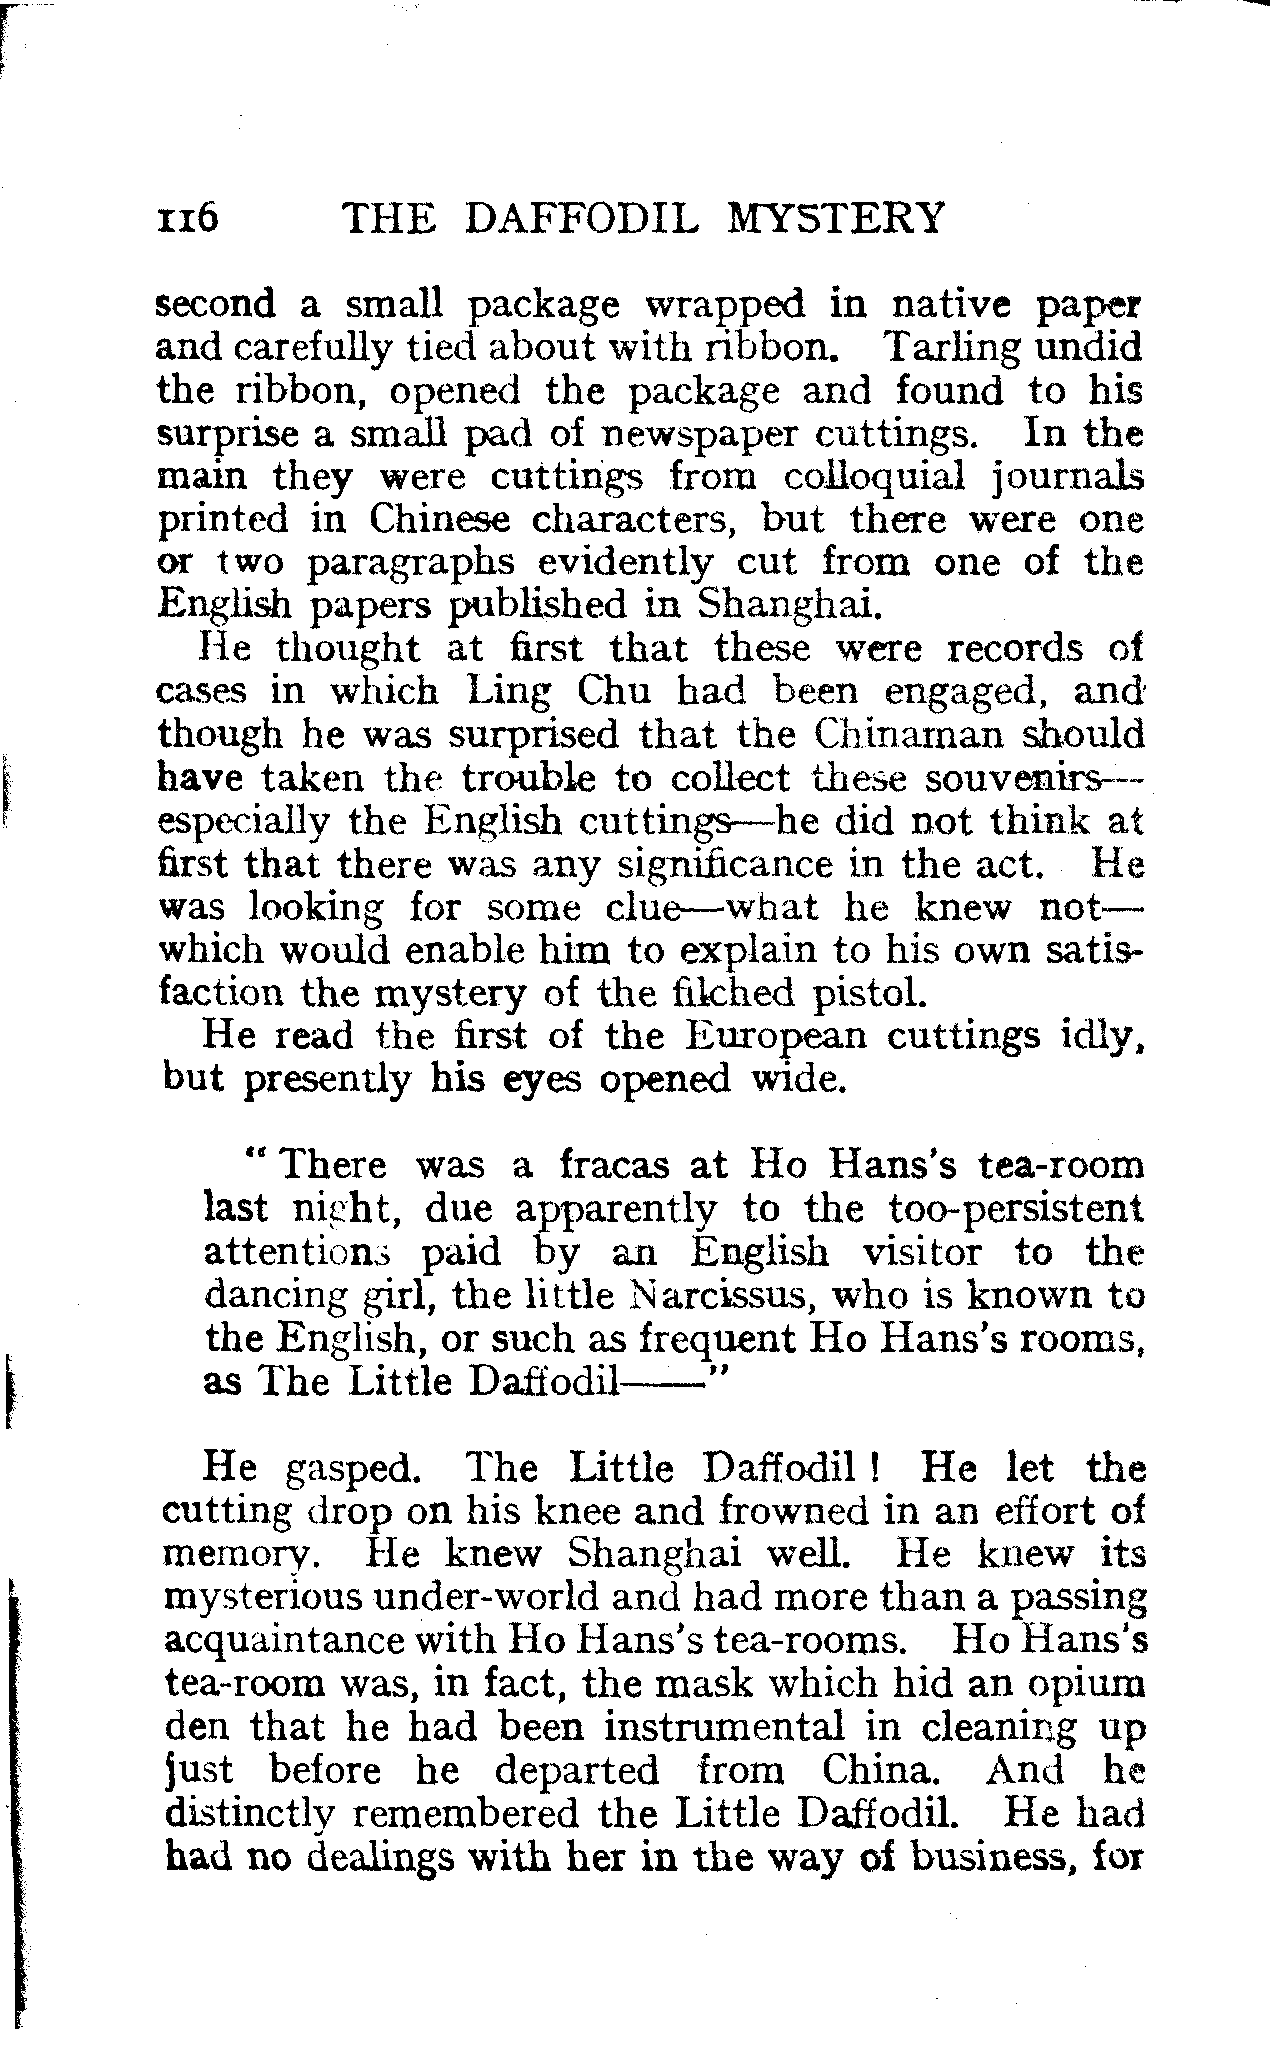 116 THE DAFFODIL MYSTERY
second a small package wrapped in native paper
and carefully tied about with ribbon. Tarling undid
the ribbon, opened the package and found to his
surprise a small pad of newspaper cuttings. In the
main they were cuttings from colloquial journals
printed in Chinese characters, but there were one
or two paragraphs evidently cut from one of the
English papers published in Shanghai.
He thought at first that these were records of
cases in which Ling Chu had been engaged, and
though he was surprised that the Chinaman should
have taken the trouble to collect these souvenirs—
especially the English cuttings—he did not think at
first that there was any significance in the act. He
was looking for some clue—what he knew not—
which would enable him to explain to his own satis-
faction the mystery of the filched pistol.
He read the first of the European cuttings idly,
but presently his eyes opened wide.
“ There was a fracas at Ho Hans's tea-room
last night, due apparently to the too-persistent
attentions paid by an English visitor to the
dancing girl, the little Narcissus, who is known to
the English, or such as frequent Ho Hans's rooms,
as The Little Daffodil——”
He gasped. The Little Daffodil ! He let the
cutting drop on his knee and frowned in an effort of
memory. He knew Shanghai well. He knew its
mysterious under-world and had more than a passing
acquaintance with Ho Hans's tea-rooms. Ho Hans's
tea-room was, in fact, the mask which hid an opium
den that he had been instrumental in cleaning up
just before he departed from China. And he
distinctly remembered the Little Daffodil. He had
had no dealings with her in the way of business, for